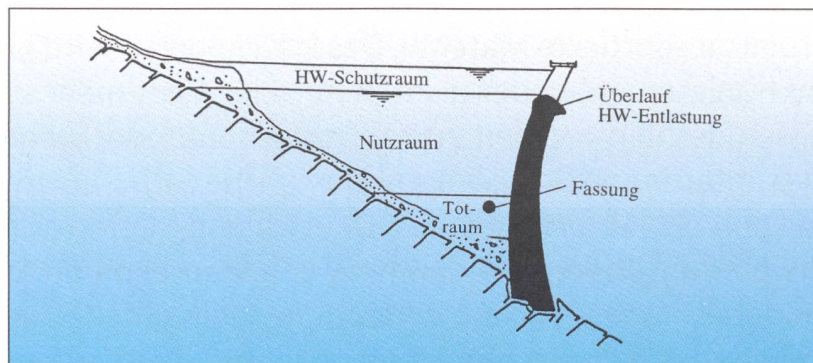 HW-Schutzraum
Überlauf
HW-Entlastung
Nutzraum
Fassung
Tot-
raum